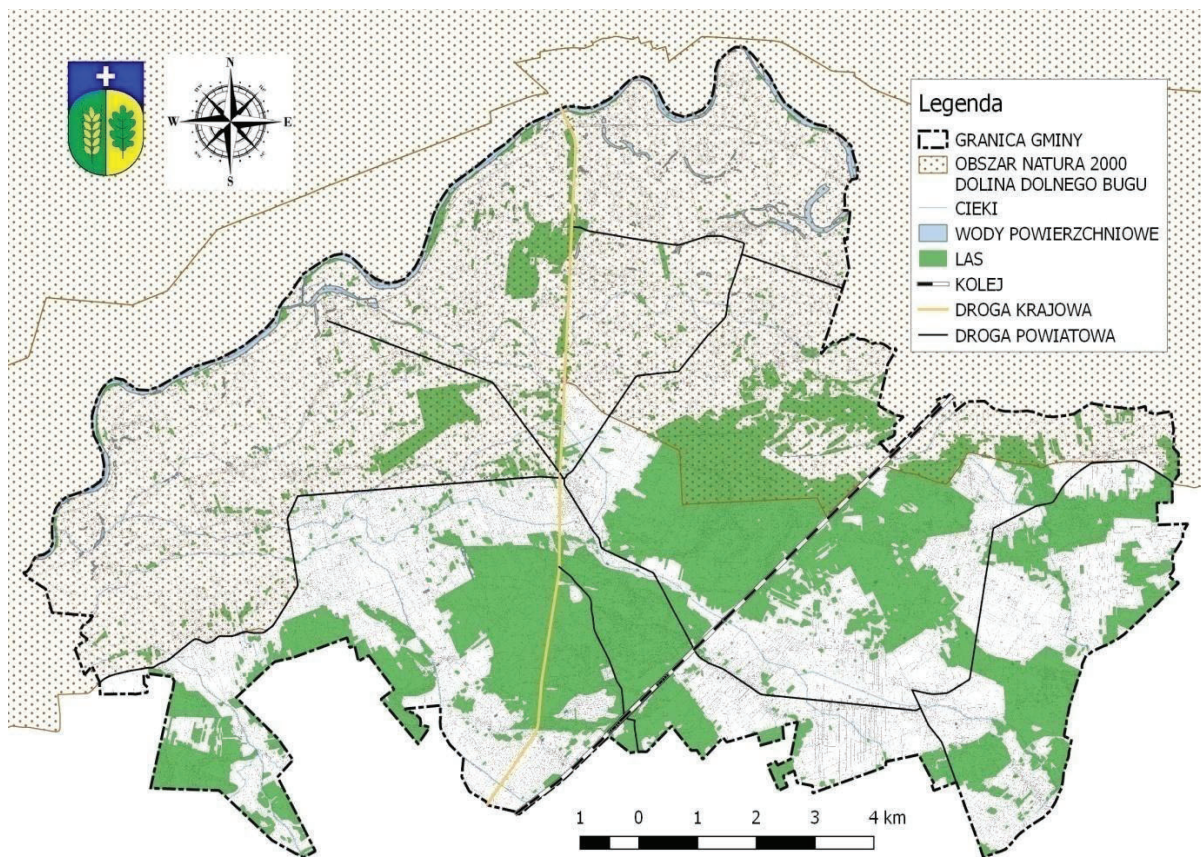 N
W
E
S
Legenda
GRANICA GMINY
OBSZAR NATURA 2000
DOLINA DOLNEGO BUGU
CIEKI
WODY POWIERZCHNIOWE
LAS
KOLEJ
DROGA KRAJOWA
DROGA POWIATOWA
1 0 1 2 3 4 km